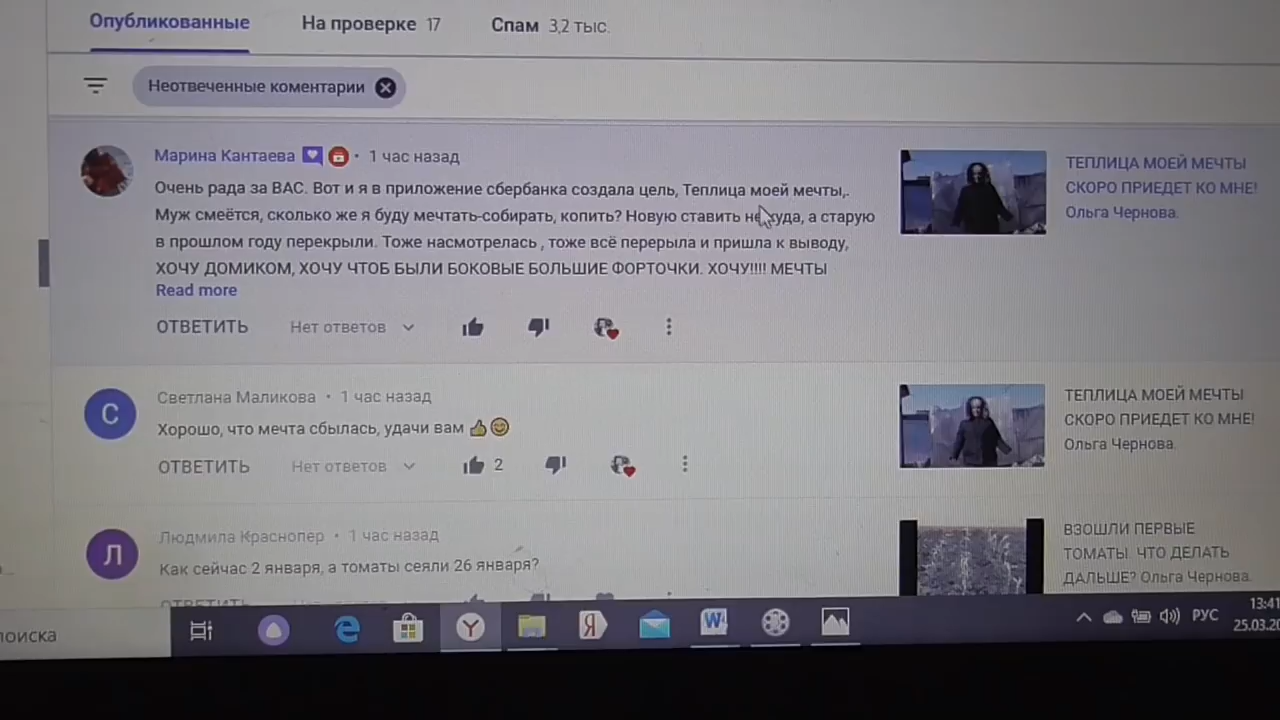 Опубликованные На проверке 17 Спам 3,2 тыс.
Неотвеченные коментарии
Марина Кантаева • 1 час назад
Очень рада за ВАС. Вот и я в приложение сбербанка создала цель, Теплица моей мечты,.
Муж смеётся, сколько же я буду мечтать-собирать, копить? Новую ставить некуда, а старую
в прошлом году перекрыли. Тоже насмотрелась , тоже всё перерыла и пришла к выводу,
ХОЧУ ДОМИКОМ, ХОЧУ ЧТОБ БЫЛИ БОКОВЫЕ БОЛЬШИЕ ФОРТОЧКИ. ХОЧУ!!!! МЕЧТЫ
Read more
ОТВЕТИТЬ Нет ответов
ТЕПЛИЦА МОЕЙ МЕЧТЫ
СКОРО ПРИЕДЕТ КО МНЕ!
Ольга Чернова.
С
Светлана Маликова • 1 час назад
Хорошо, что мечта сбылась, удачи вам 👍😊
ОТВЕТИТЬ Нет ответов 2
ТЕПЛИЦА МОЕЙ МЕЧТЫ
СКОРО ПРИЕДЕТ КО МНЕ!
Ольга Чернова.
Л
Людмила Краснопер • 1 час назад
Как сейчас 2 января, а томаты сеяли 26 января?
ОТВЕТИТЬ Нет ответов
ВЗОШЛИ ПЕРВЫЕ
ТОМАТЫ. ЧТО ДЕЛАТЬ
ДАЛЬШЕ? Ольга Чернова.
поиска
РУС
13:41
25.03.20